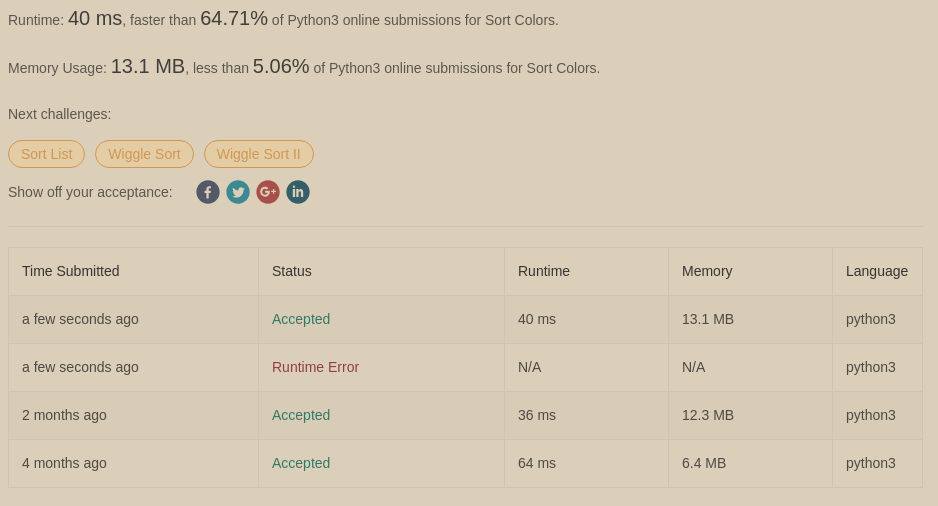 Runtime: 40 ms, faster than 64.71% of Python3 online submissions for Sort Colors.
Memory Usage: 13.1 MB, less than 5.06% of Python3 online submissions for Sort Colors.
Next challenges:
Sort List Wiggle Sort Wiggle Sort II
Show off your acceptance: f G+ in
Time Submitted Status Runtime Memory Language
a few seconds ago Accepted 40 ms 13.1 MB python3
a few seconds ago Runtime Error N/A N/A python3
2 months ago Accepted 36 ms 12.3 MB python3
4 months ago Accepted 64 ms 6.4 MB python3